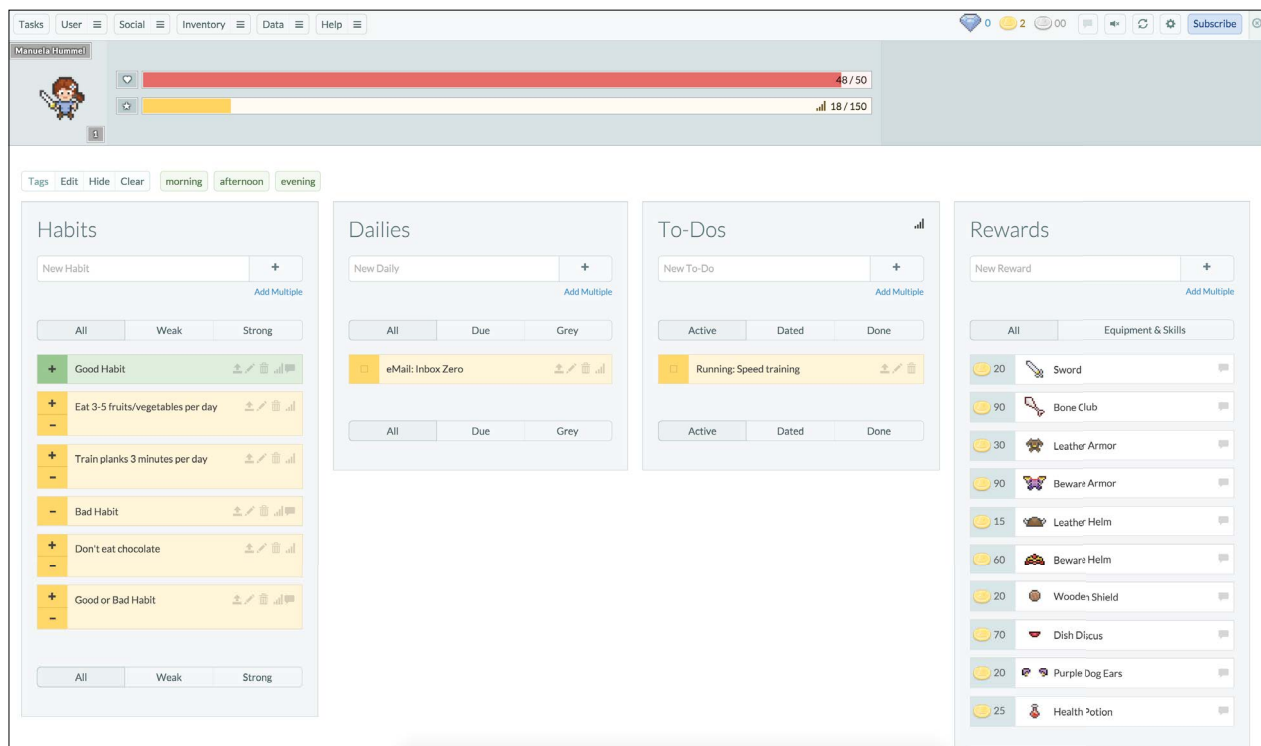 Tasks User Social Inventory Data Help 0 2 00 Subscribe
Manuela Hummel
48 / 50
18 / 150
1
Tags Edit Hide Clear morning afternoon evening
Habits
New Habit +
Add Multiple
All Weak Strong
+ Good Habit
+ Eat 3-5 fruits/vegetables per day
−
+ Train planks 3 minutes per day
−
− Bad Habit
+ Don't eat chocolate
−
+ Good or Bad Habit
−
All Weak Strong
Dailies
New Daily +
Add Multiple
All Due Grey
eMail: Inbox Zero
All Due Grey
To-Dos
New To-Do +
Add Multiple
Active Dated Done
Running: Speed training
Active Dated Done
Rewards
New Reward +
Add Multiple
All Equipment & Skills
20 Sword
90 Bone Club
30 Leather Armor
90 Beware Armor
15 Leather Helm
60 Beware Helm
20 Wooden Shield
70 Dish Discus
20 Purple Dog Ears
25 Health Potion